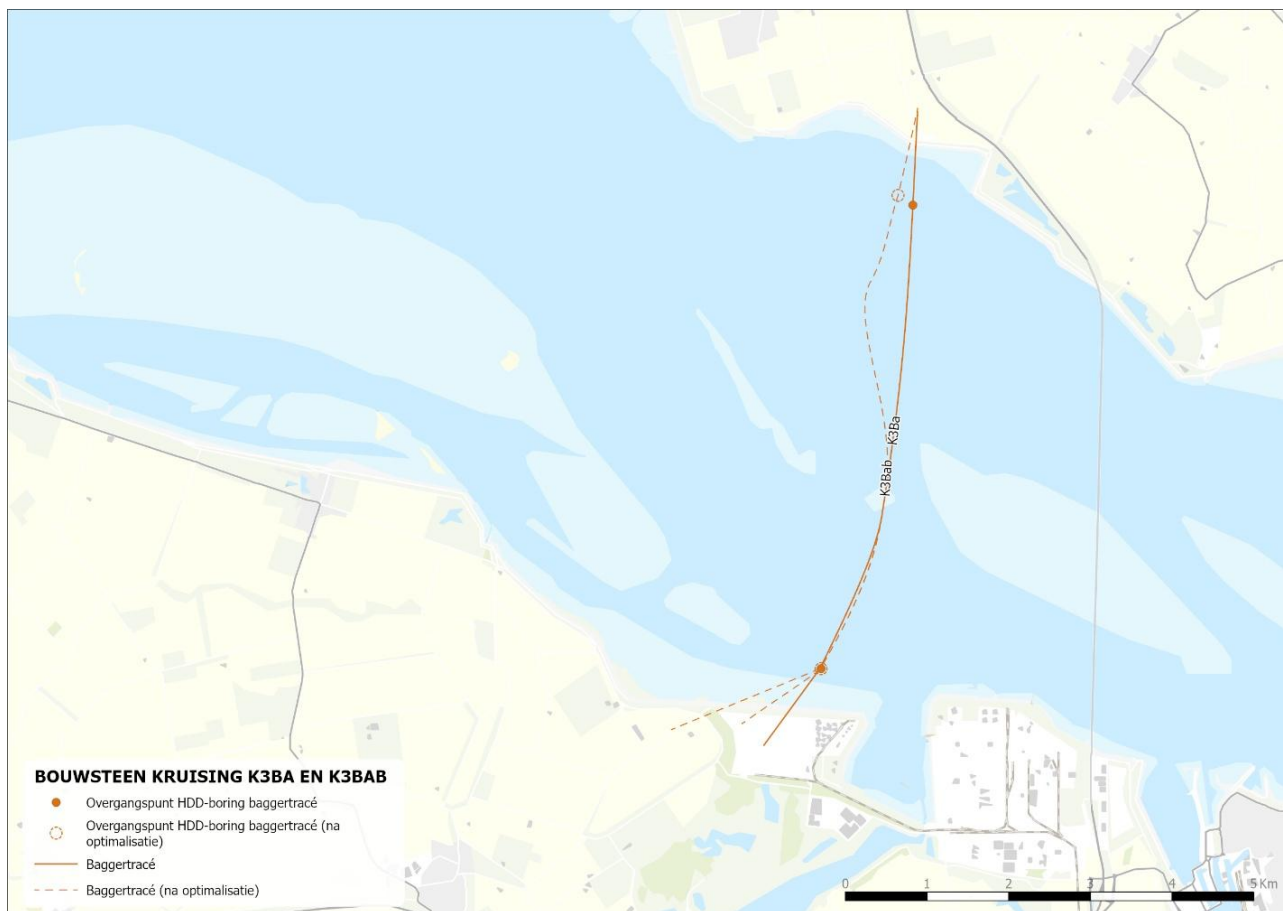 K3Ba
K3Bab
BOUWSTEEN KRUISING K3BA EN K3BAB
Overgangspunt HDD-boring baggertracé
Overgangspunt HDD-boring baggertracé (na
optimalisatie)
Baggertracé
Baggertracé (na optimalisatie)
0 1 2 3 4 5 Km